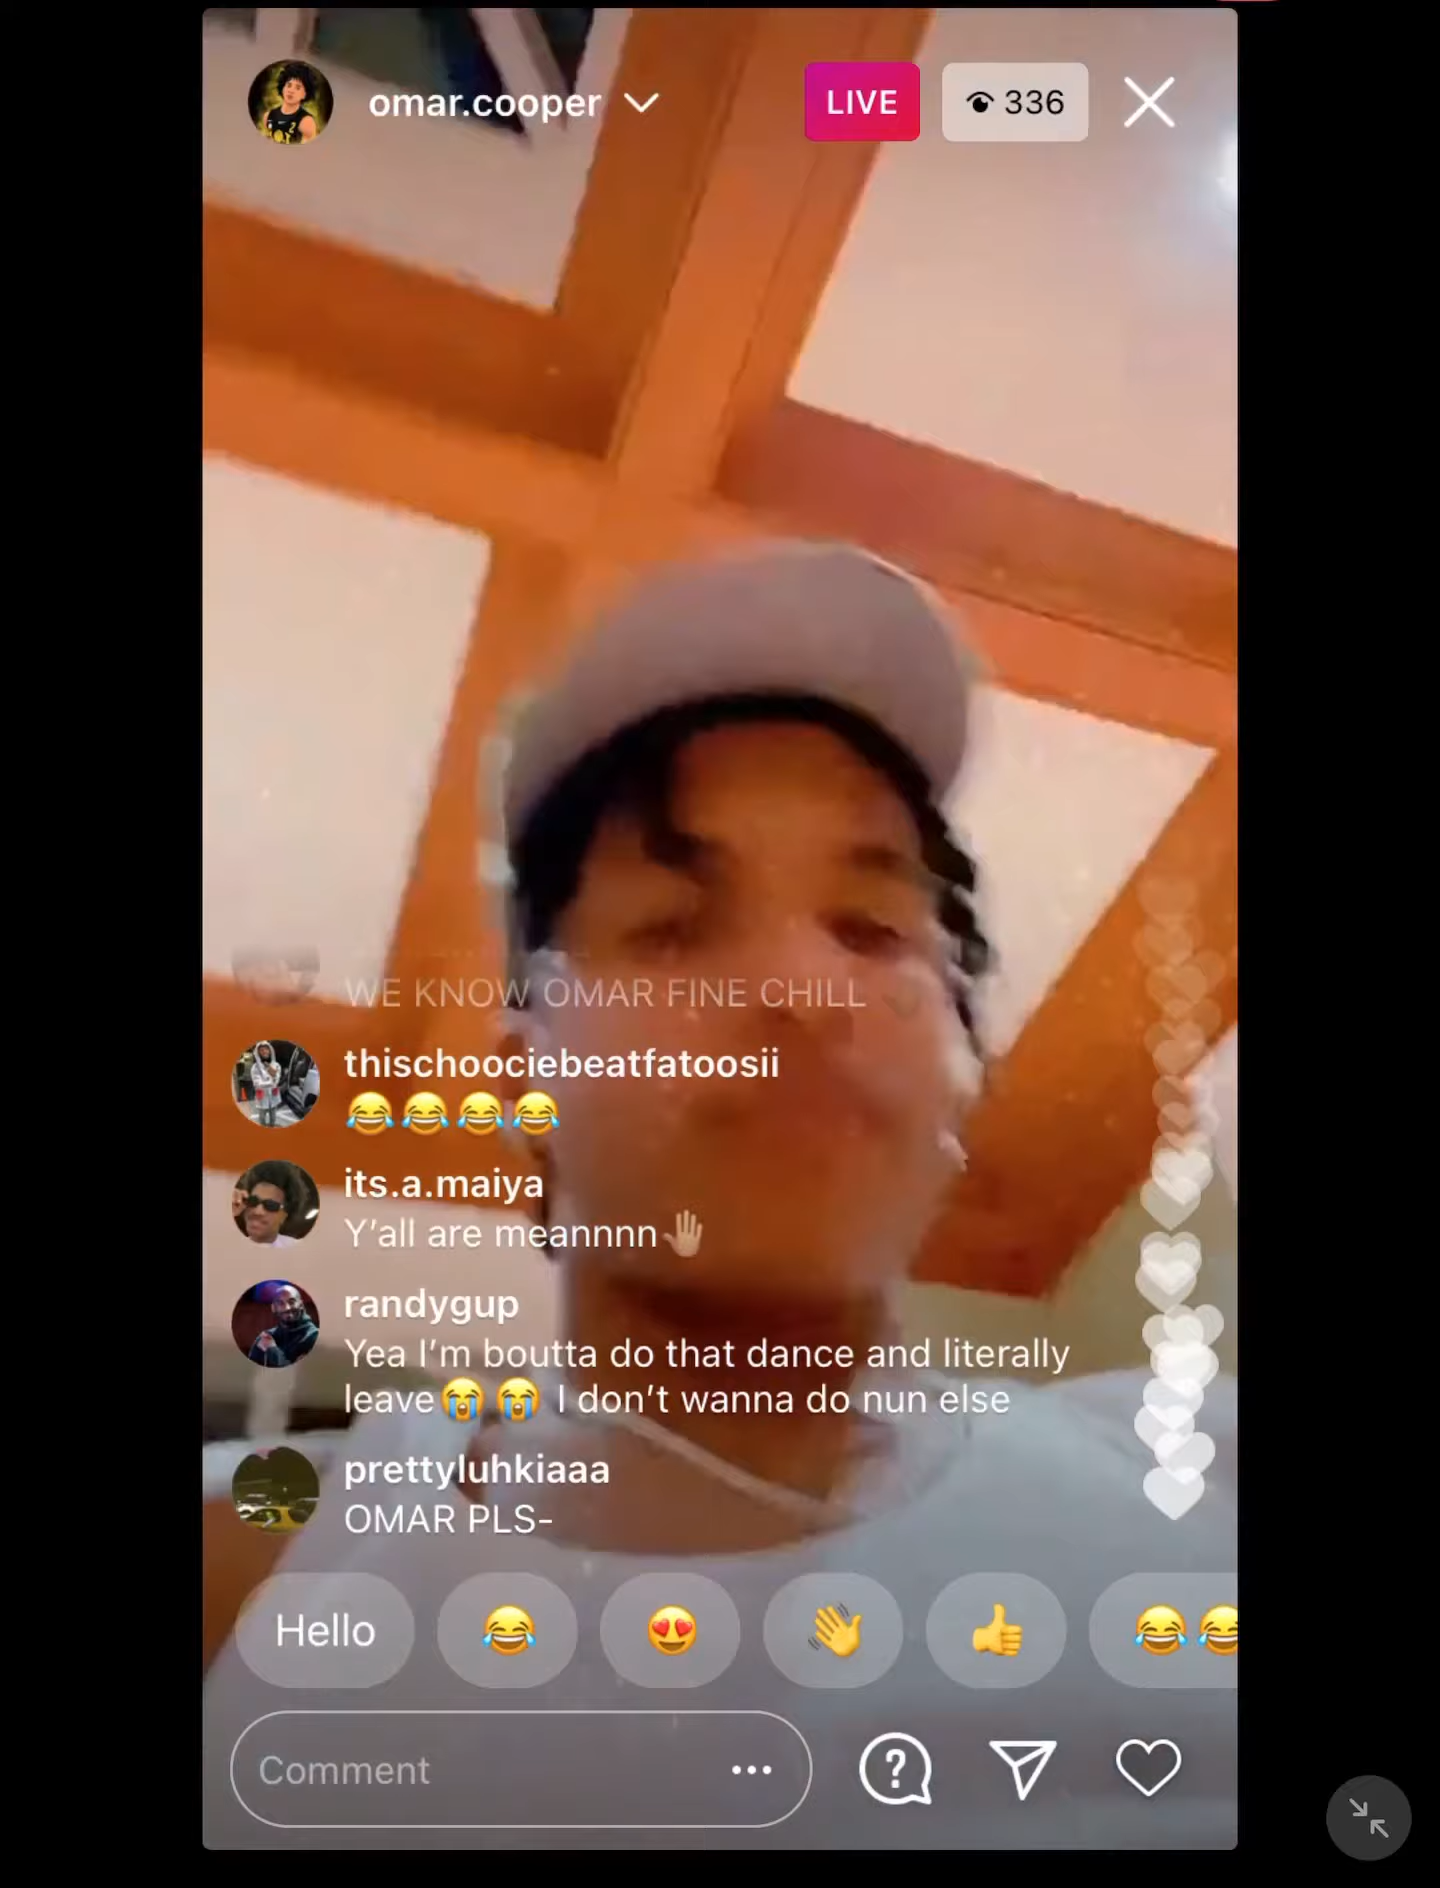 omar.cooper
LIVE
336
WE KNOW OMAR FINE CHILL
thischoociebeatfatoosii
😂😂😂😂
its.a.maiya
Y’all are meannnn🤚🏼
randygup
Yea I’m boutta do that dance and literally
leave😭😭 I don’t wanna do nun else
prettyluhkiaaa
OMAR PLS-
Hello 😂 😍 👋 👍 😂😂
Comment